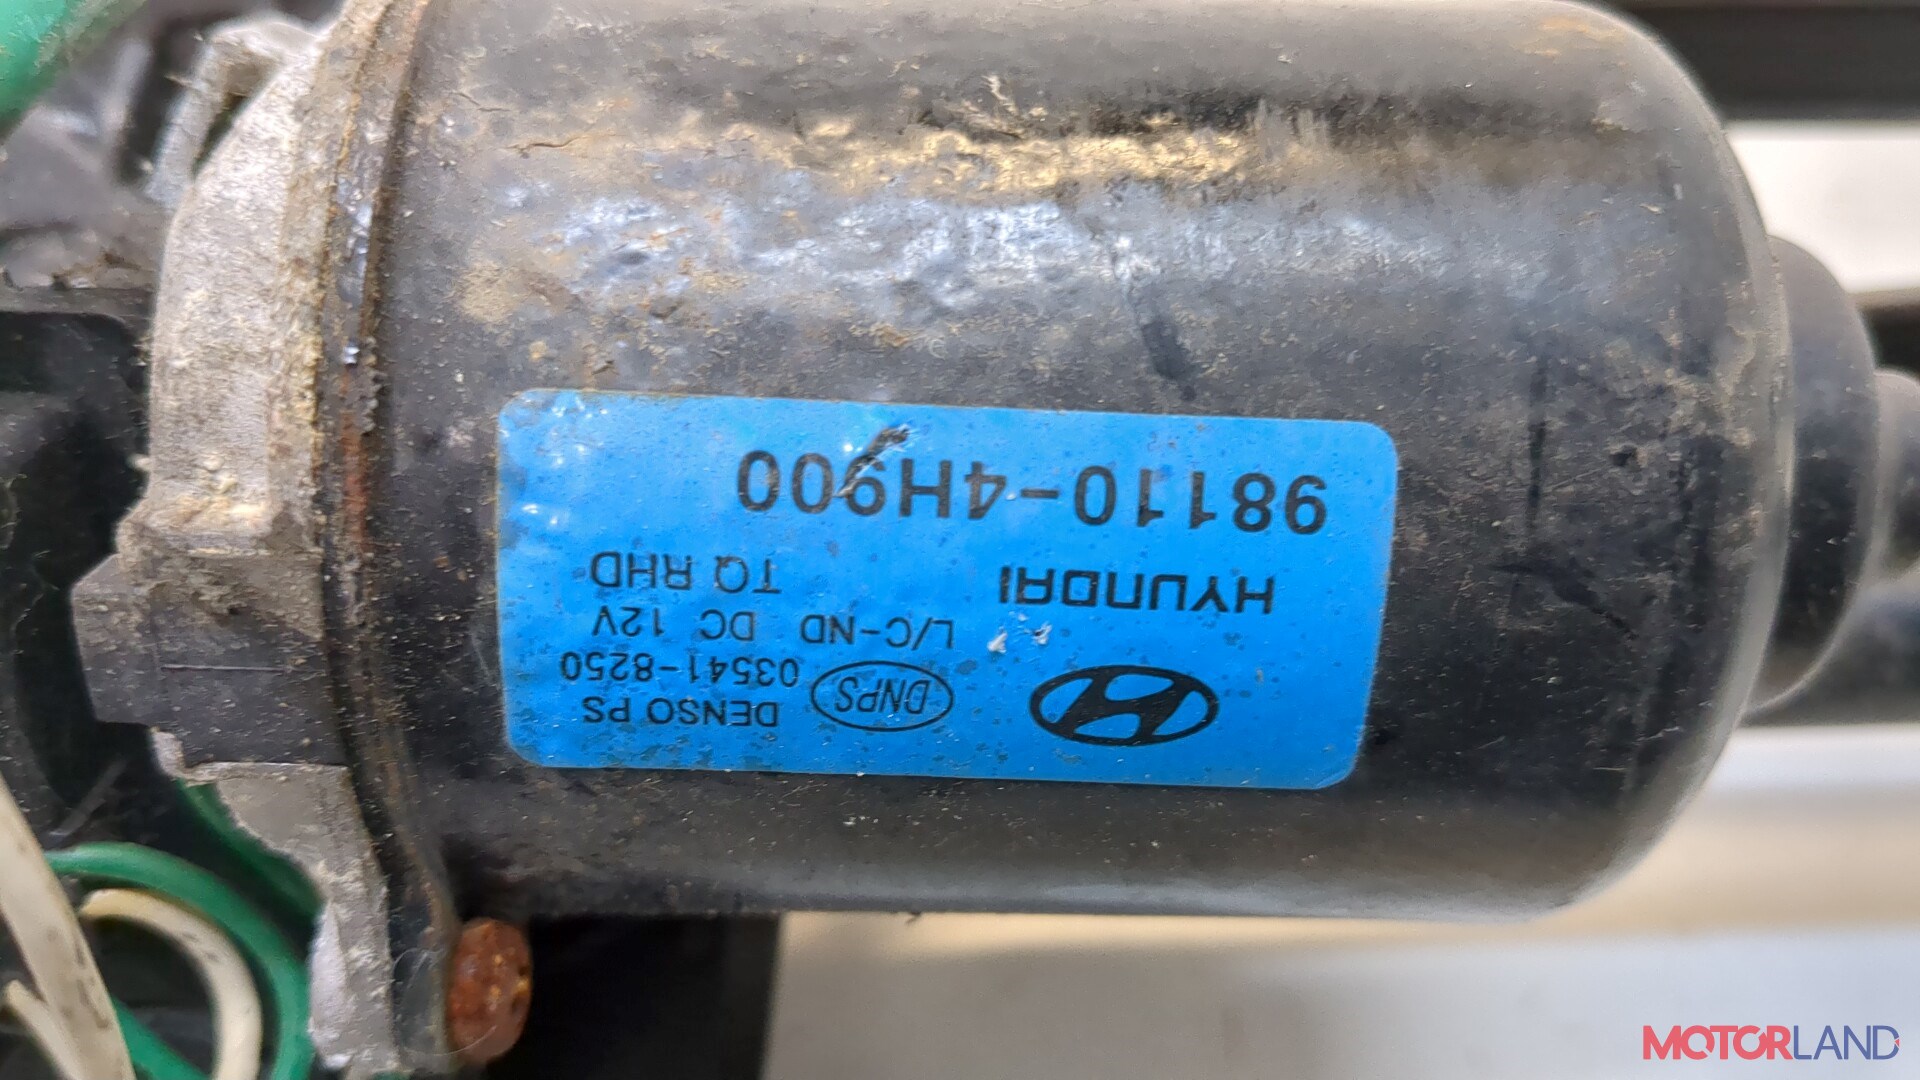 98110-4H900
HYUNDAI
TQ RHD
L/C-ND DC 12V
DNPS
03541-8250
DENSO PS
MOTORLAND